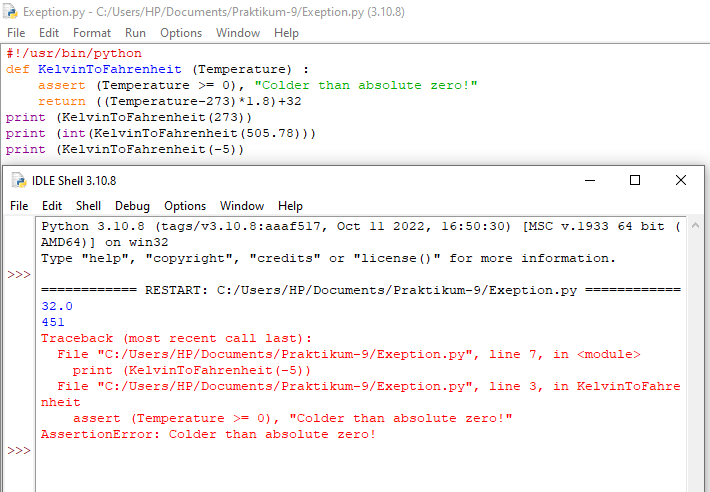 Exeption.py - C:/Users/HP/Documents/Praktikum-9/Exeption.py (3.10.8)
File Edit Format Run Options Window Help
#!/usr/bin/python
def KelvinToFahrenheit (Temperature) :
    assert (Temperature >= 0), "Colder than absolute zero!"
    return ((Temperature-273)*1.8)+32
print (KelvinToFahrenheit(273))
print (int(KelvinToFahrenheit(505.78)))
print (KelvinToFahrenheit(-5))
IDLE Shell 3.10.8
File Edit Shell Debug Options Window Help
Python 3.10.8 (tags/v3.10.8:aaaf517, Oct 11 2022, 16:50:30) [MSC v.1933 64 bit (
AMD64)] on win32
Type "help", "copyright", "credits" or "license()" for more information.
>>>
============ RESTART: C:/Users/HP/Documents/Praktikum-9/Exeption.py ============
32.0
451
Traceback (most recent call last):
  File "C:/Users/HP/Documents/Praktikum-9/Exeption.py", line 7, in <module>
    print (KelvinToFahrenheit(-5))
  File "C:/Users/HP/Documents/Praktikum-9/Exeption.py", line 3, in KelvinToFahre
nheit
    assert (Temperature >= 0), "Colder than absolute zero!"
AssertionError: Colder than absolute zero!
>>>